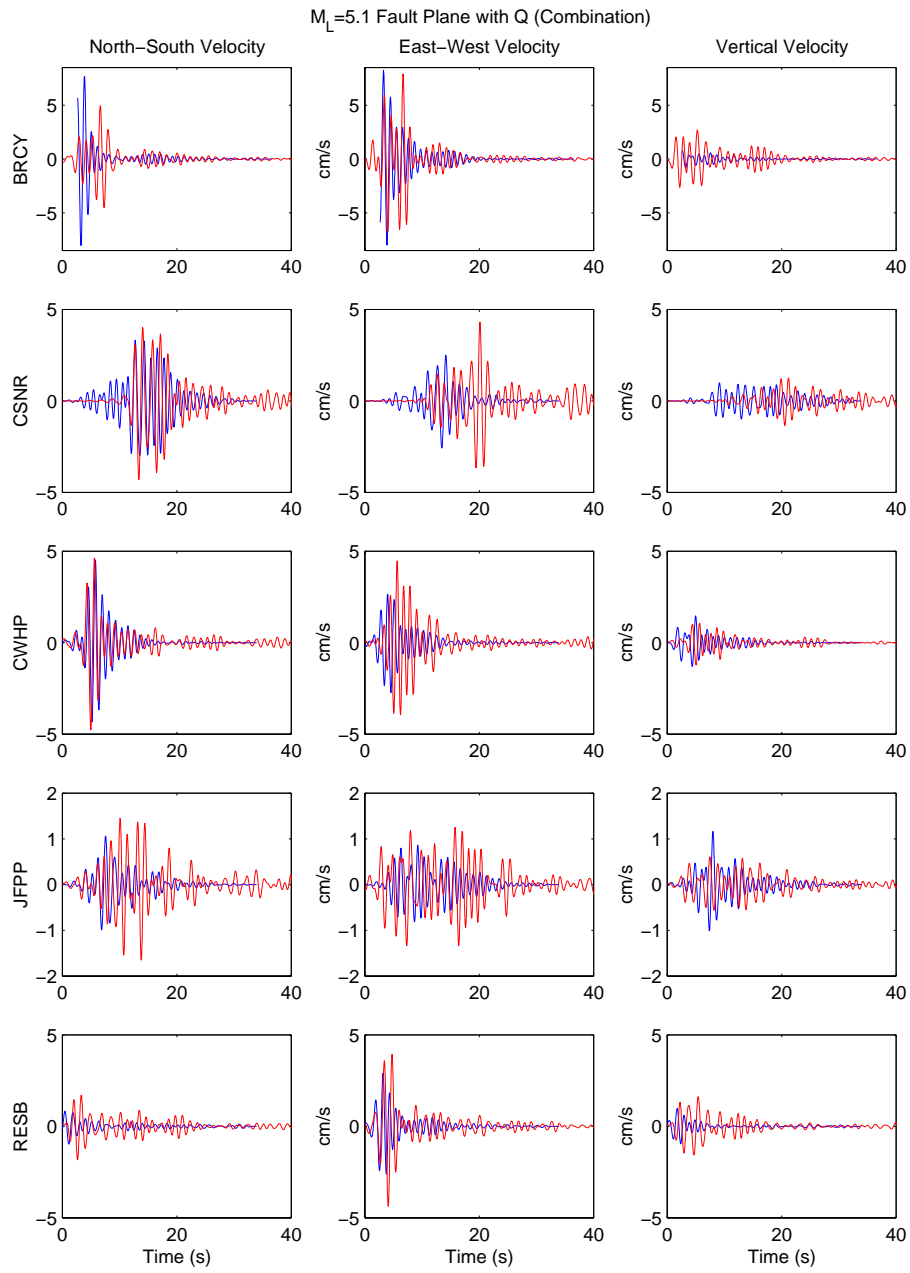 M_L=5.1 Fault Plane with Q (Combination)
North−South Velocity East−West Velocity Vertical Velocity
BRCY
5
0
−5
0 20 40
cm/s
5
0
−5
0 20 40
cm/s
5
0
−5
0 20 40
CSNR
5
0
−5
0 20 40
cm/s
5
0
−5
0 20 40
cm/s
5
0
−5
0 20 40
CWHP
5
0
−5
0 20 40
cm/s
5
0
−5
0 20 40
cm/s
5
0
−5
0 20 40
JFPP
2
1
0
−1
−2
0 20 40
cm/s
2
1
0
−1
−2
0 20 40
cm/s
2
1
0
−1
−2
0 20 40
RESB
5
0
−5
0 20 40
Time (s)
cm/s
5
0
−5
0 20 40
Time (s)
cm/s
5
0
−5
0 20 40
Time (s)